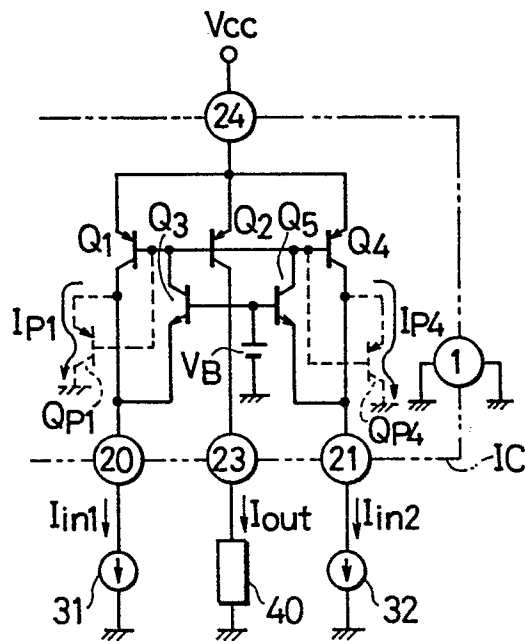 Vcc
24
Q1 Q3 Q2 Q5 Q4
IP1 VB IP4
1
QP1 QP4
20 23 21 IC
Iin1 Iout Iin2
31 40 32